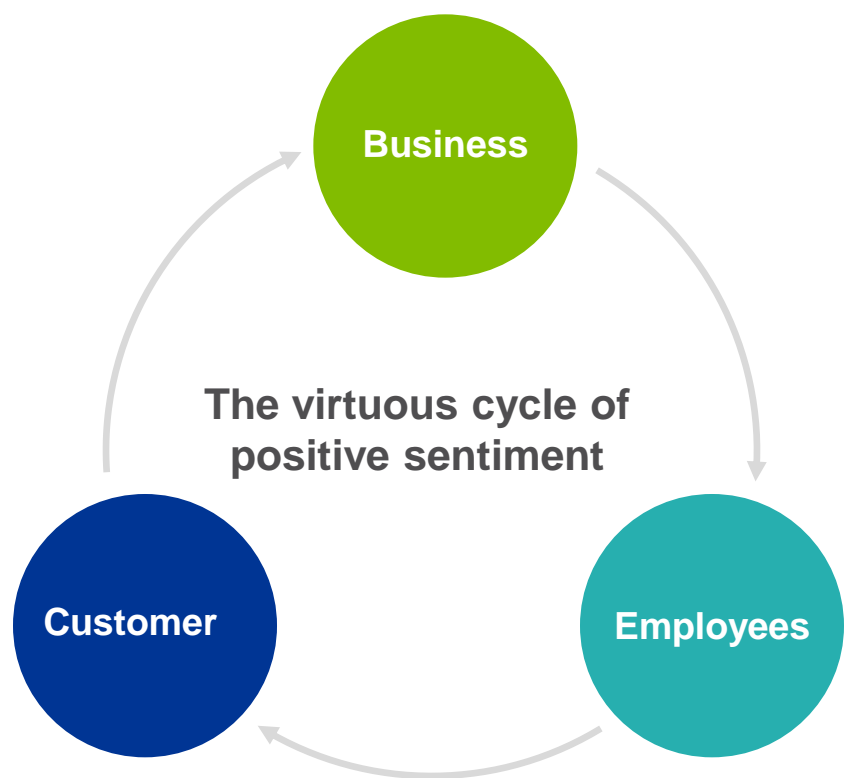 Business
The virtuous cycle of
positive sentiment
Customer
Employees